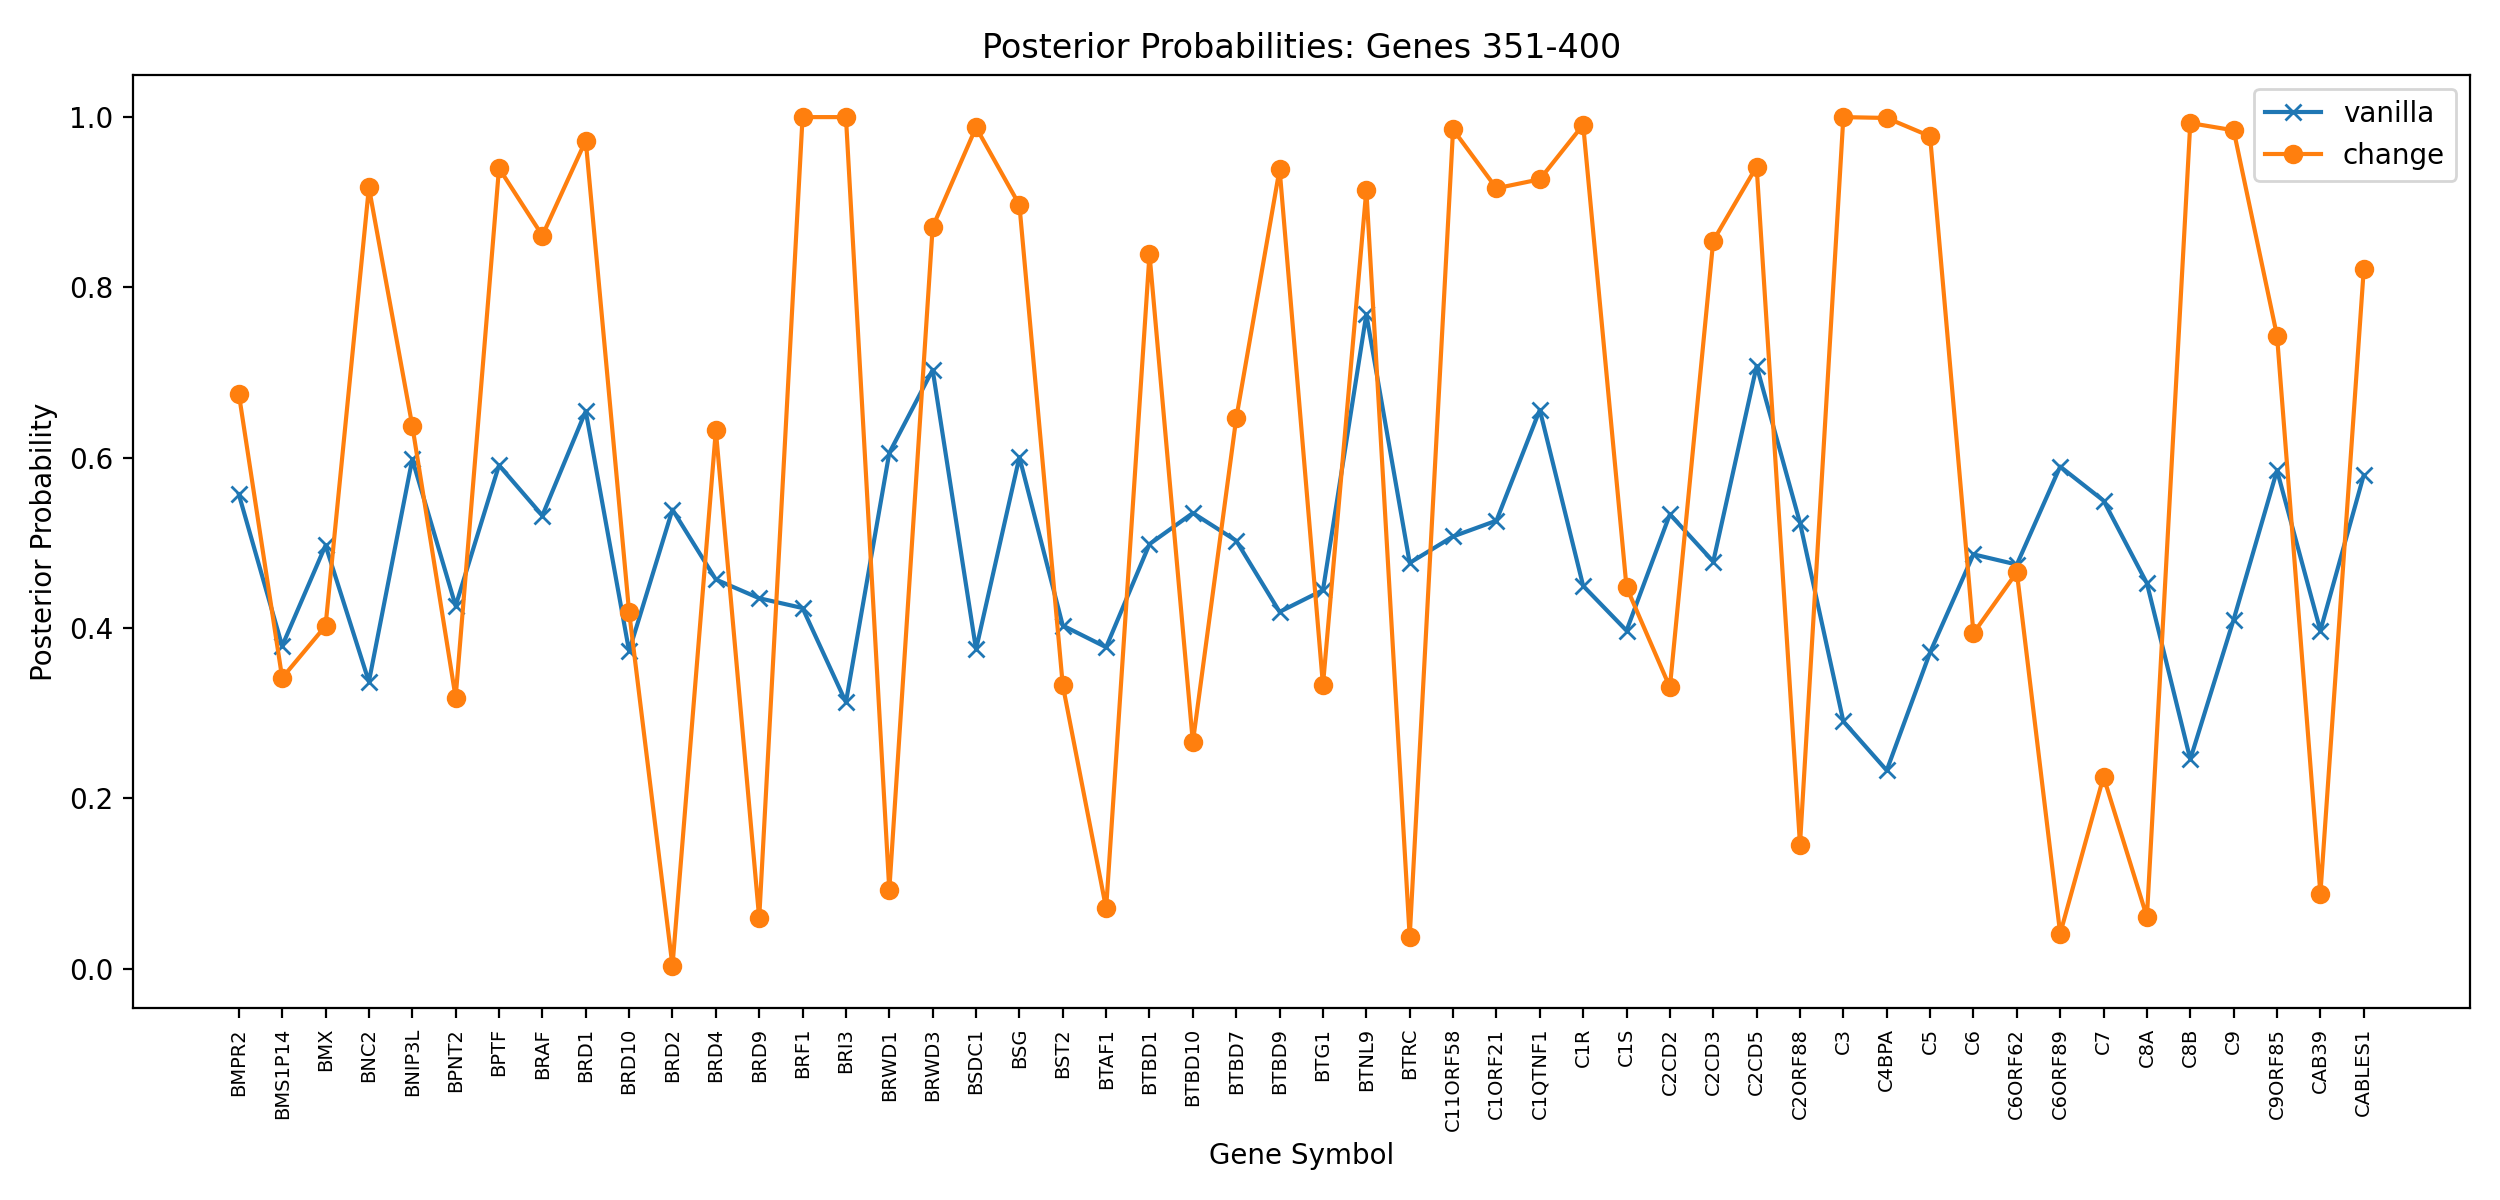 Posterior Probabilities: Genes 351-400
vanilla
change
Posterior Probability
1.0
0.8
0.6
0.4
0.2
0.0
BMPR2
BMS1P14
BMX
BNC2
BNIP3L
BPNT2
BPTF
BRAF
BRD1
BRD10
BRD2
BRD4
BRD9
BRF1
BRI3
BRWD1
BRWD3
BSDC1
BSG
BST2
BTAF1
BTBD1
BTBD10
BTBD7
BTBD9
BTG1
BTNL9
BTRC
C11ORF58
C1ORF21
C1QTNF1
C1R
C1S
C2CD2
C2CD3
C2CD5
C2ORF88
C3
C4BPA
C5
C6
C6ORF62
C6ORF89
C7
C8A
C8B
C9
C9ORF85
CAB39
CABLES1
Gene Symbol